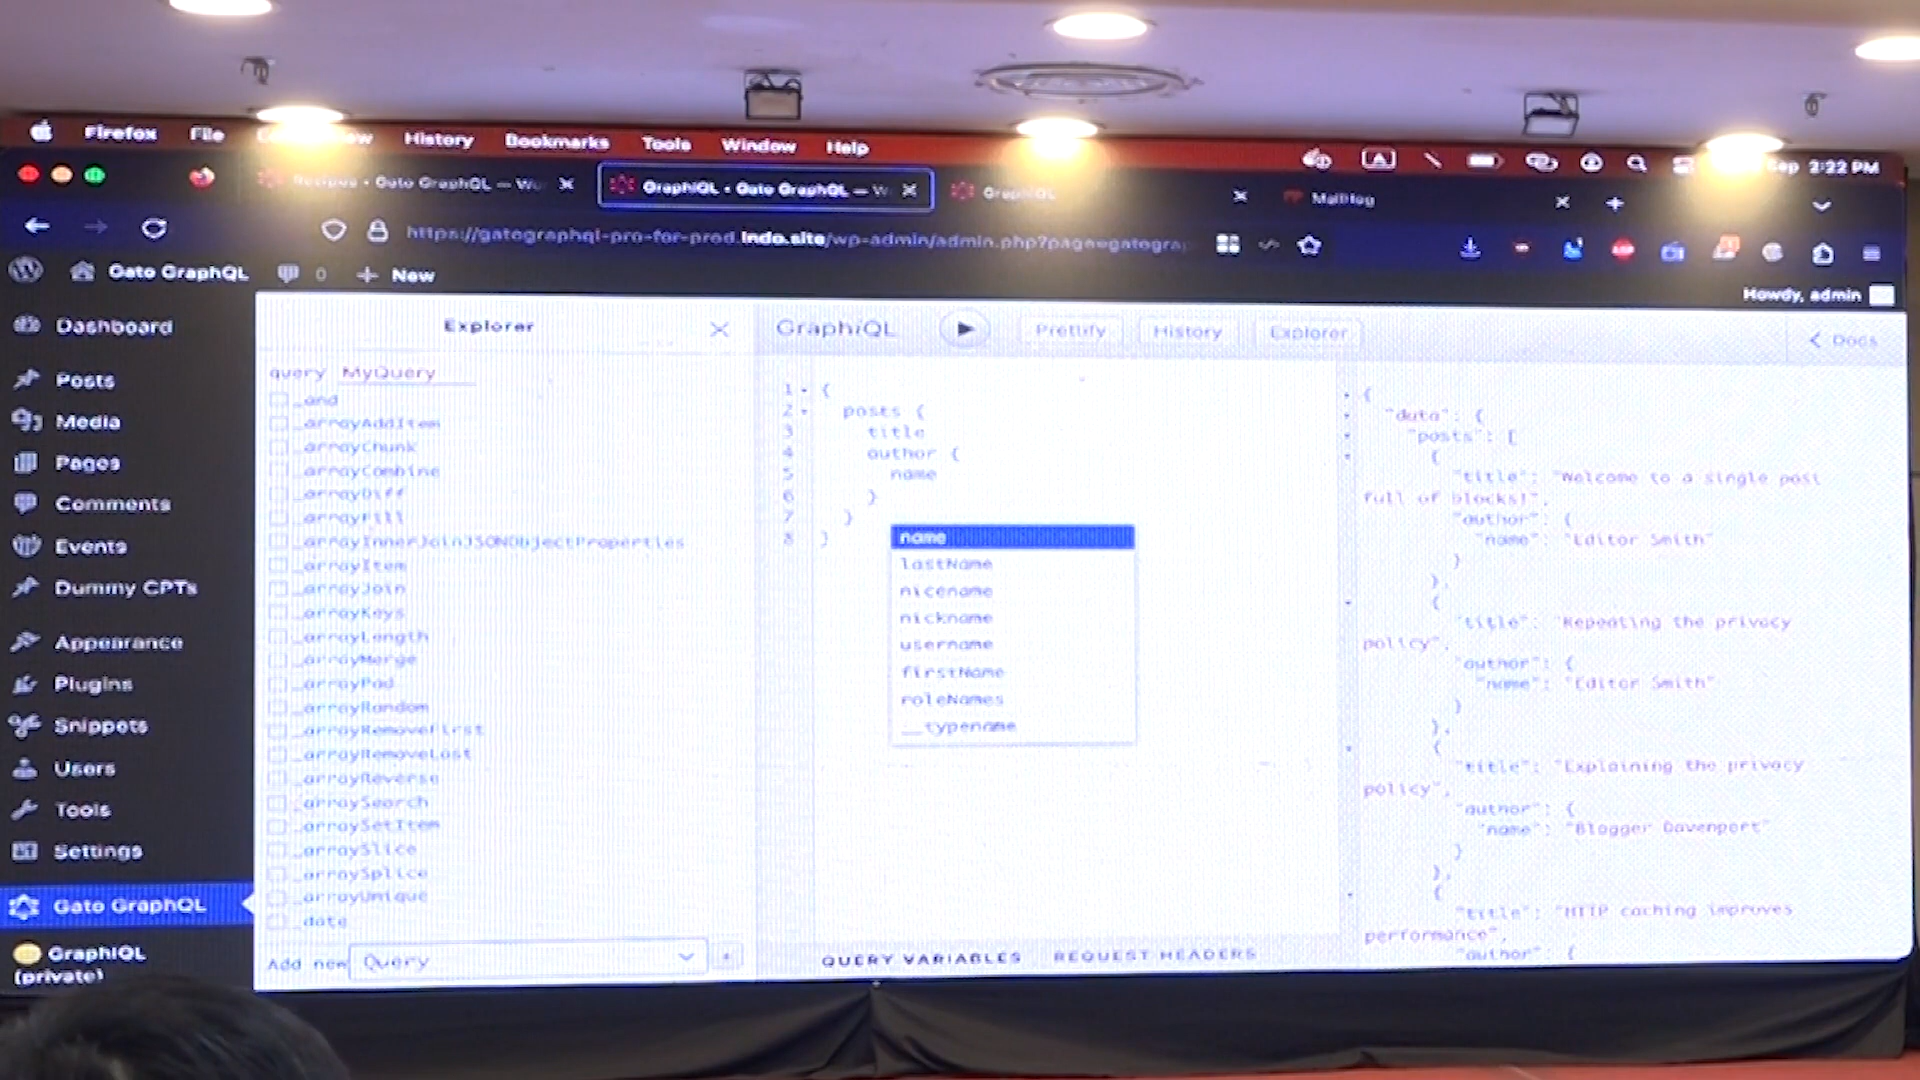 Firefox File History Bookmarks Tools Window Help
2:22 PM
Recipes • Gato GraphQL — W
GraphiQL • Gato GraphQL — W
GraphiQL
MailHog
https://gatographql-pro-for-prod.lndo.site/wp-admin/admin.php?page=gatogra
Gato GraphQL 0 + New
Howdy, admin
Dashboard
Posts
Media
Pages
Comments
Events
Dummy CPTs
Appearance
Plugins
Snippets
Users
Tools
Settings
Gato GraphQL
GraphiQL
(private)
Explorer
query MyQuery
_and
_arrayAddItem
_arrayChunk
_arrayCombine
_arrayDiff
_arrayFill
_arrayInnerJoinJSONObjectProperties
_arrayItem
_arrayJoin
_arrayKeys
_arrayLength
_arrayMerge
_arrayPad
_arrayRandom
_arrayRemoveFirst
_arrayRemoveLast
_arrayReverse
_arraySearch
_arraySetItem
_arraySlice
_arraySplice
_arrayUnique
_date
Add new Query
GraphiQL Prettify History Explorer
Docs
1 {
2 posts {
3 title
4 author {
5 name
6 }
7 }
8 }
name
lastName
nicename
nickname
username
firstName
roleNames
__typename
QUERY VARIABLES REQUEST HEADERS
{
"data": {
"posts": [
{
"title": "Welcome to a single post
full of blocks!",
"author": {
"name": "Editor Smith"
}
},
{
"title": "Repeating the privacy
policy",
"author": {
"name": "Editor Smith"
}
},
{
"title": "Explaining the privacy
policy",
"author": {
"name": "Blogger Davenport"
}
},
{
"title": "HTTP caching improves
performance",
"author": {